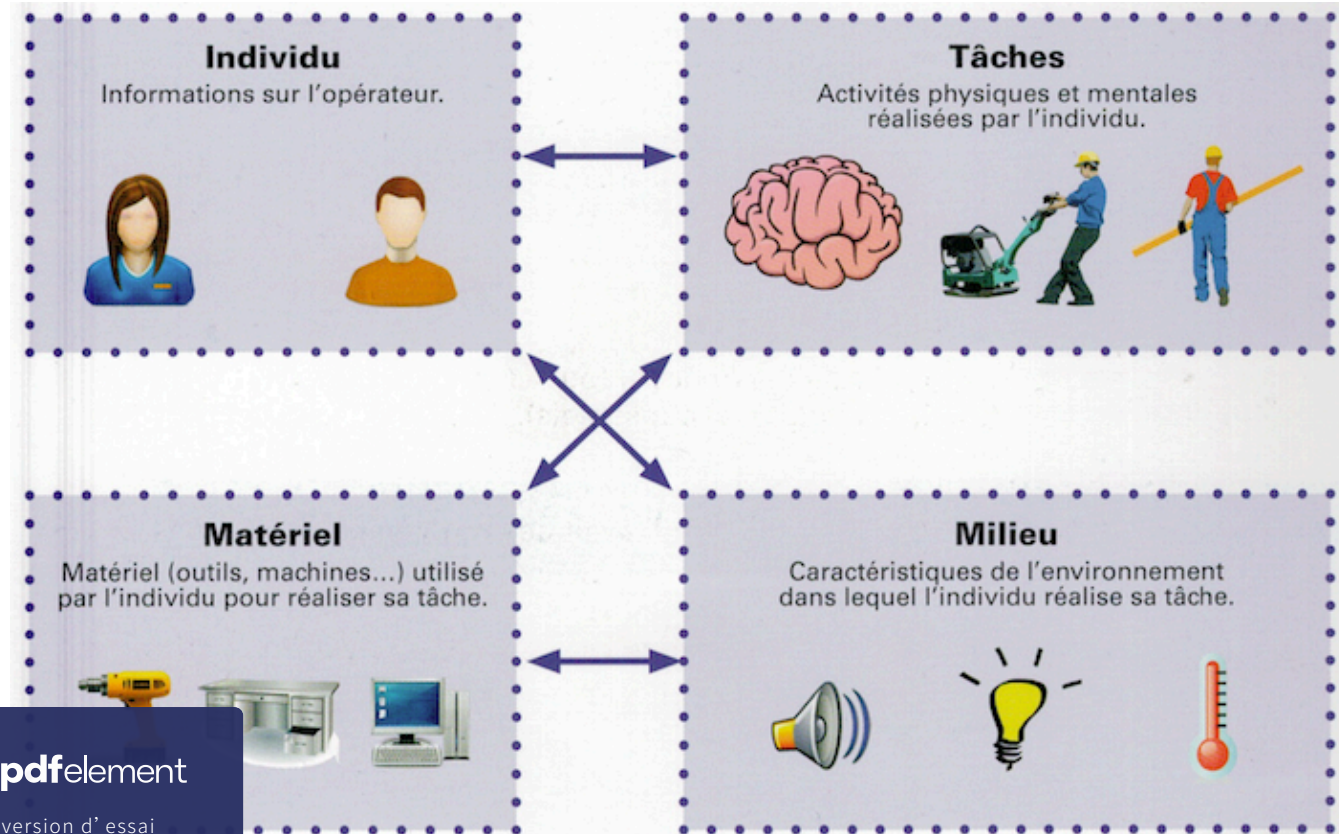 Individu
Informations sur l'opérateur.
Tâches
Activités physiques et mentales
réalisées par l'individu.
Matériel
Matériel (outils, machines...) utilisé
par l'individu pour réaliser sa tâche.
Milieu
Caractéristiques de l'environnement
dans lequel l'individu réalise sa tâche.
pdfelement
version d'essai